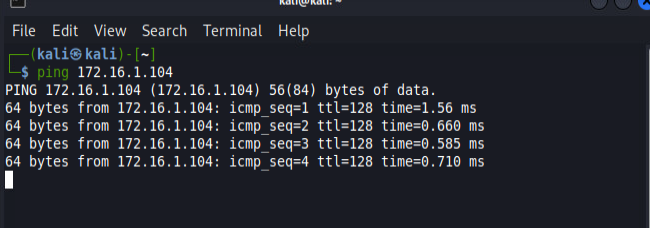 kali@kali: ~
File Edit View Search Terminal Help
(kali㉿kali)-[~]
$ ping 172.16.1.104
PING 172.16.1.104 (172.16.1.104) 56(84) bytes of data.
64 bytes from 172.16.1.104: icmp_seq=1 ttl=128 time=1.56 ms
64 bytes from 172.16.1.104: icmp_seq=2 ttl=128 time=0.660 ms
64 bytes from 172.16.1.104: icmp_seq=3 ttl=128 time=0.585 ms
64 bytes from 172.16.1.104: icmp_seq=4 ttl=128 time=0.710 ms